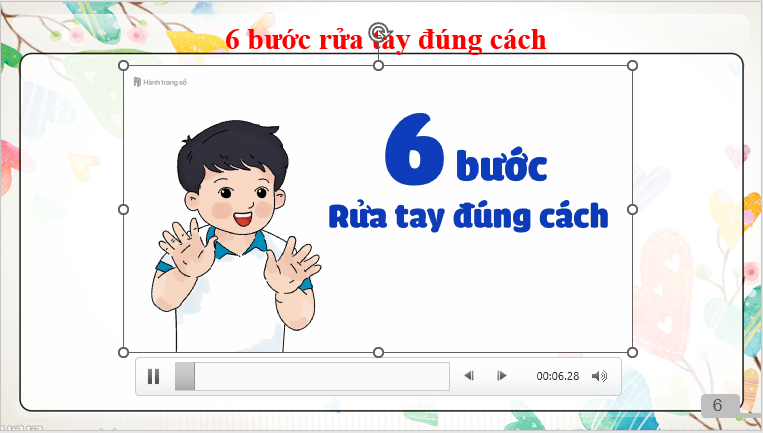 6 bước rửa tay đúng cách
Hành trang số
6 bước
Rửa tay đúng cách
00:06.28
6